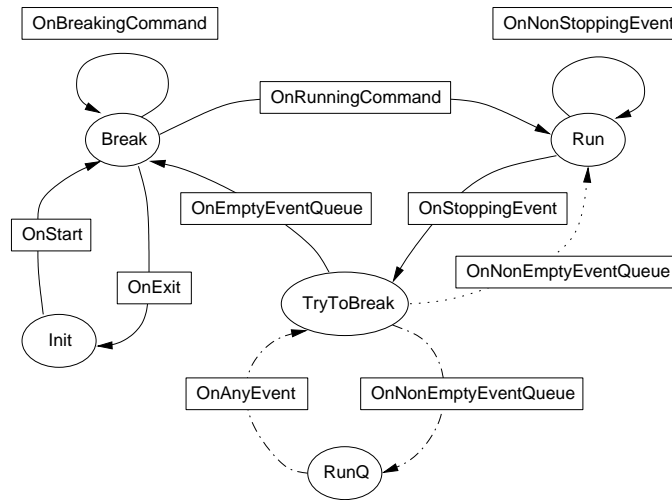 OnBreakingCommand
OnNonStoppingEvent
OnRunningCommand
Break
Run
OnEmptyEventQueue
OnStoppingEvent
OnStart
OnNonEmptyEventQueue
OnExit
TryToBreak
Init
OnAnyEvent
OnNonEmptyEventQueue
RunQ